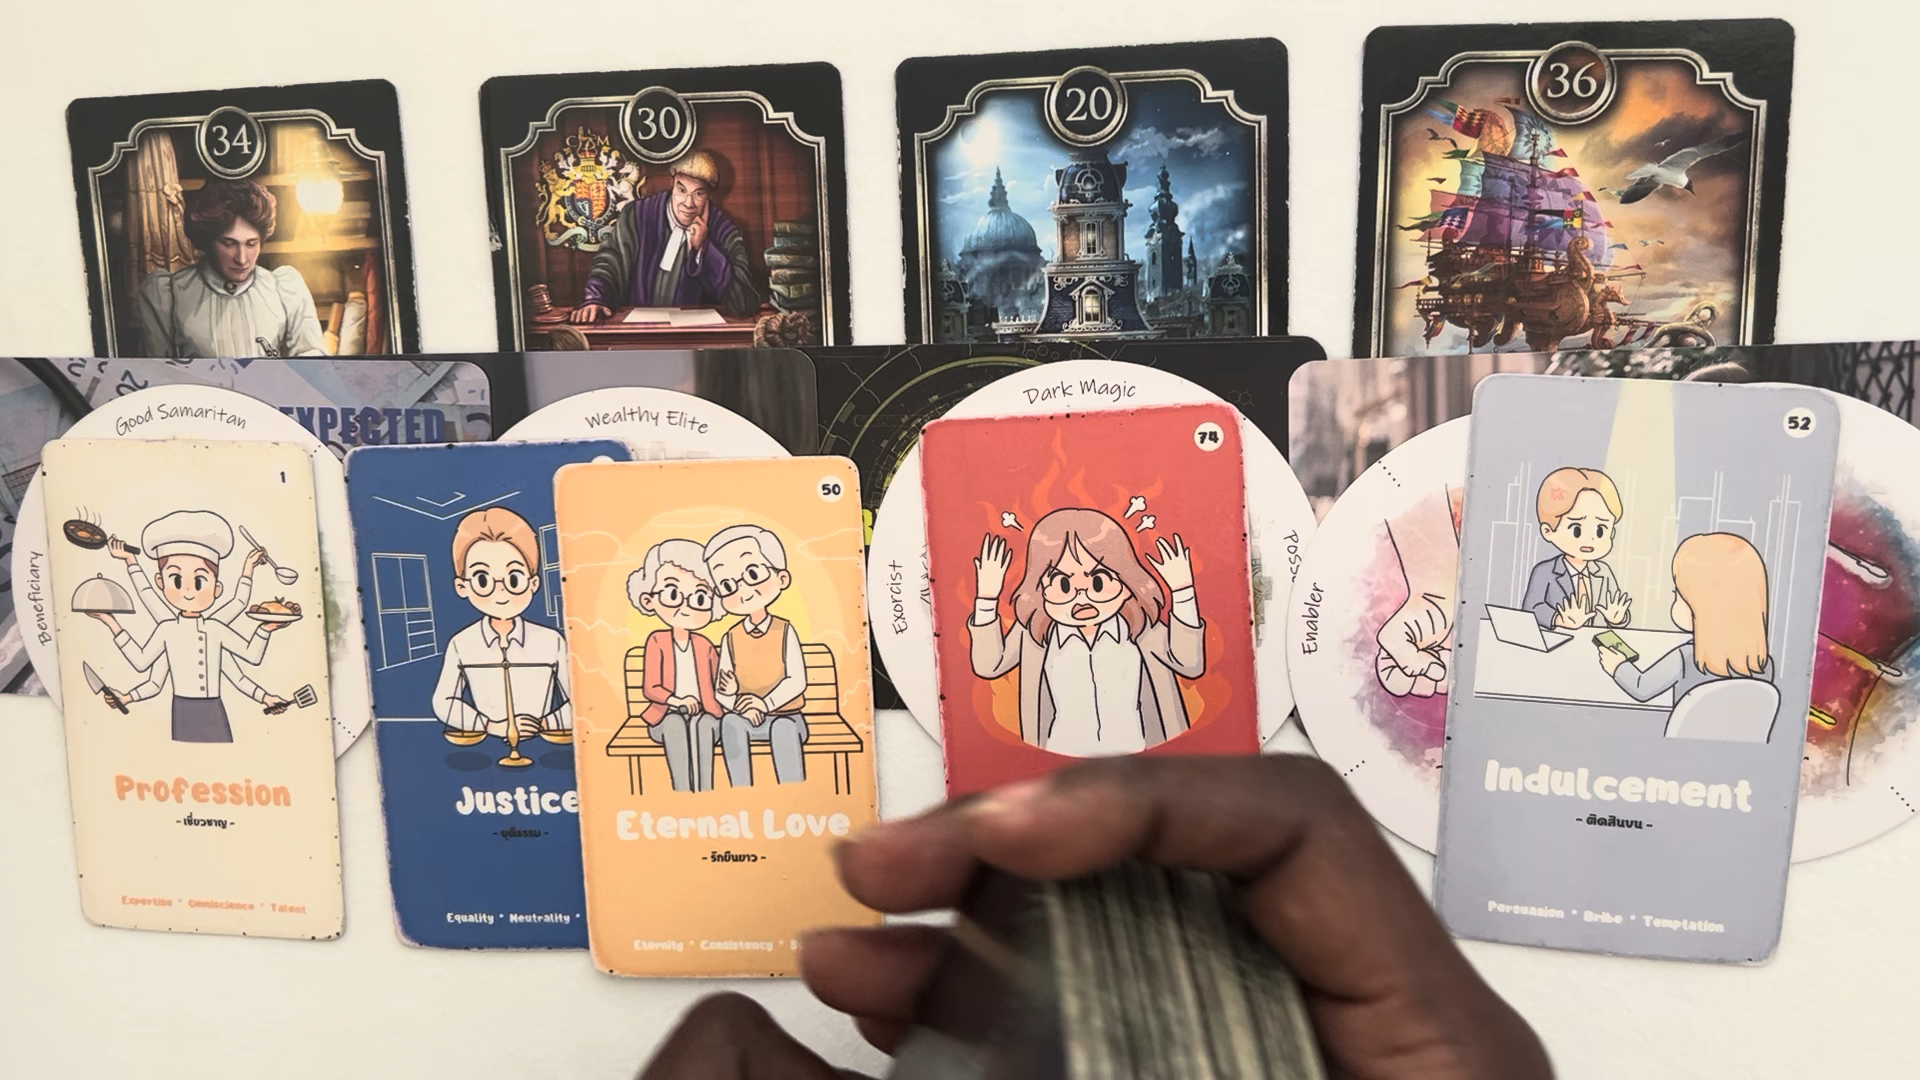 34
30
20
36
C M
EXPECTED
Good Samaritan
Wealthy Elite
Dark Magic
Beneficiary
Exorcist
Enabler
1
50
74
52
Profession
- เชี่ยวชาญ -
Expertise * Omniscience * Talent
Justice
- ยุติธรรม -
Equality * Neutrality *
Eternal Love
- รักยืนยาว -
Eternity * Consistency *
Indulcement
- ติดสินบน -
Persuasion * Bribe * Temptation